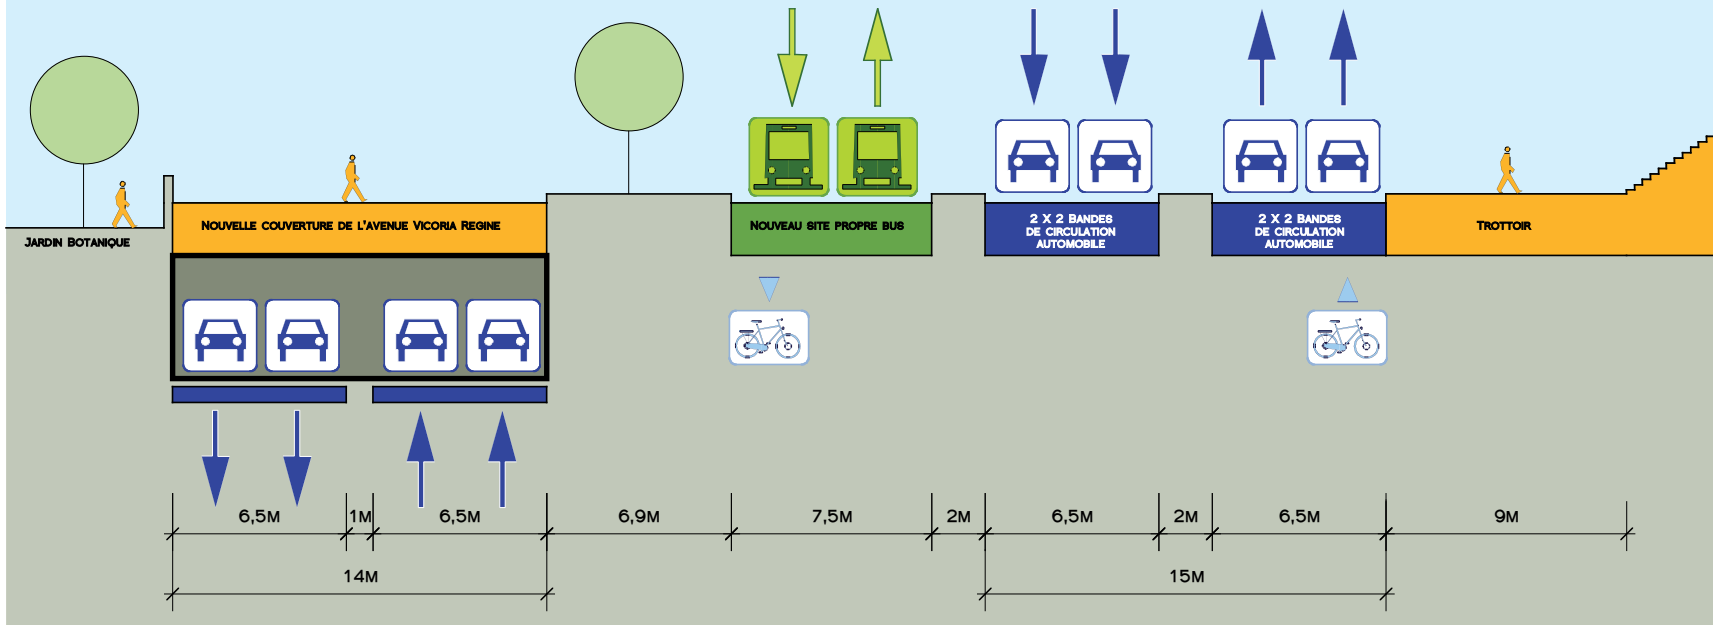 JARDIN BOTANIQUE
NOUVELLE COUVERTURE DE L'AVENUE VICORIA REGINE
NOUVEAU SITE PROPRE BUS
2 X 2 BANDES
DE CIRCULATION
AUTOMOBILE
2 X 2 BANDES
DE CIRCULATION
AUTOMOBILE
TROTTOIR
6,5M
1M
6,5M
6,9M
7,5M
2M
6,5M
2M
6,5M
9M
14M
15M